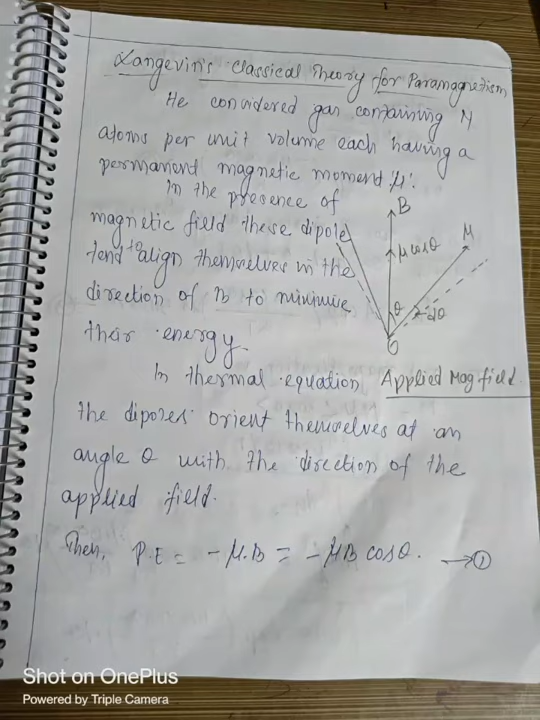 Langevin's Classical Theory for Paramagnetism
He considered gas containing N
atoms per unit volume each having a
permanent magnetic moment 'μ'.
In the presence of
magnetic field these dipole
tend to align themselves in the
direction of B to minimise
their energy.
B
μ cosθ
M
θ
dθ
O
Applied Mag field.
In thermal equation
the dipoles orient themselves at an
angle θ with the direction of the
applied field.
Then, P.E = - μ.B = - μB cosθ. →①
Shot on OnePlus
Powered by Triple Camera